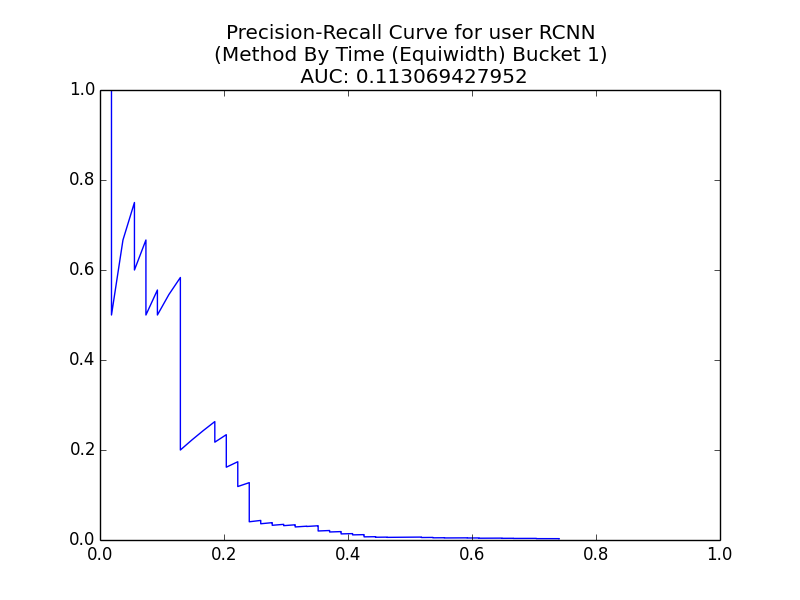 Precision-Recall Curve for user RCNN
(Method By Time (Equiwidth) Bucket 1)
AUC: 0.113069427952
1.0
0.8
0.6
0.4
0.2
0.0
0.0 0.2 0.4 0.6 0.8 1.0